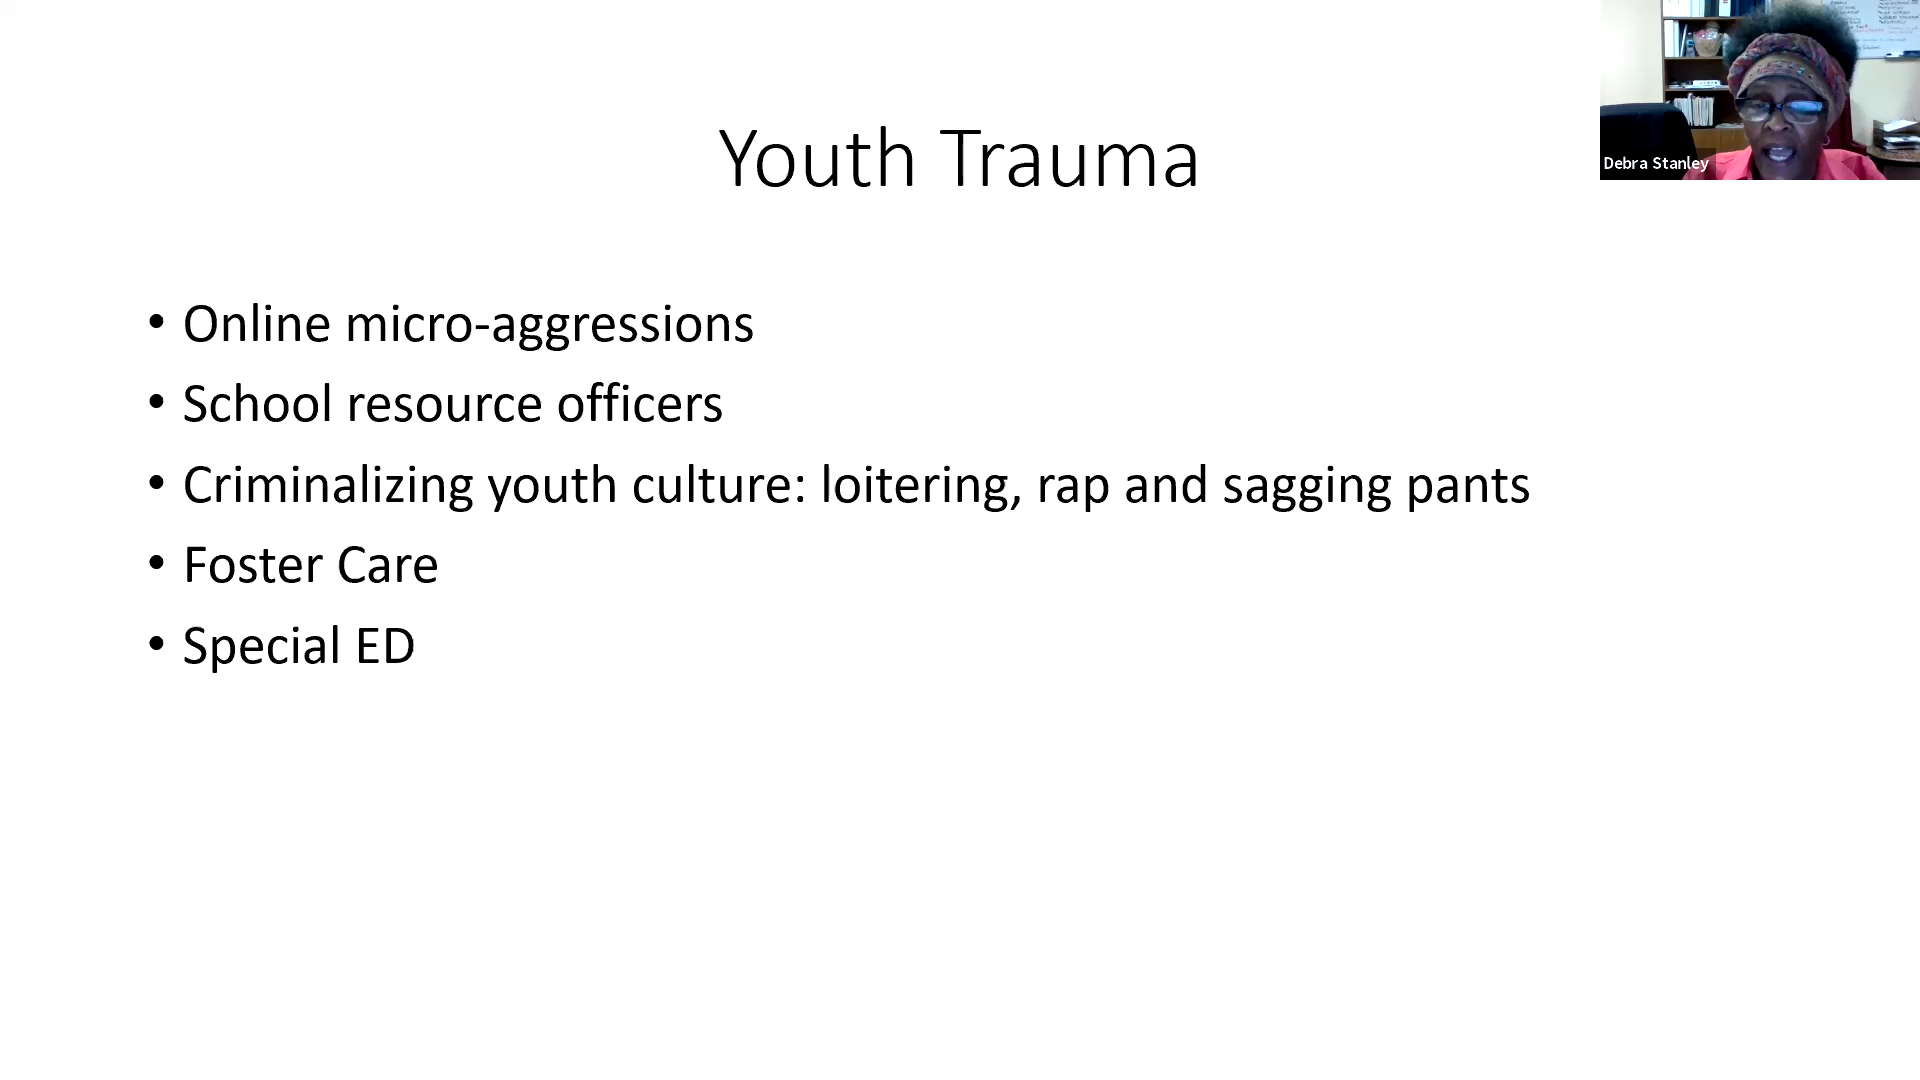 Youth Trauma
Debra Stanley
• Online micro-aggressions
• School resource officers
• Criminalizing youth culture: loitering, rap and sagging pants
• Foster Care
• Special ED